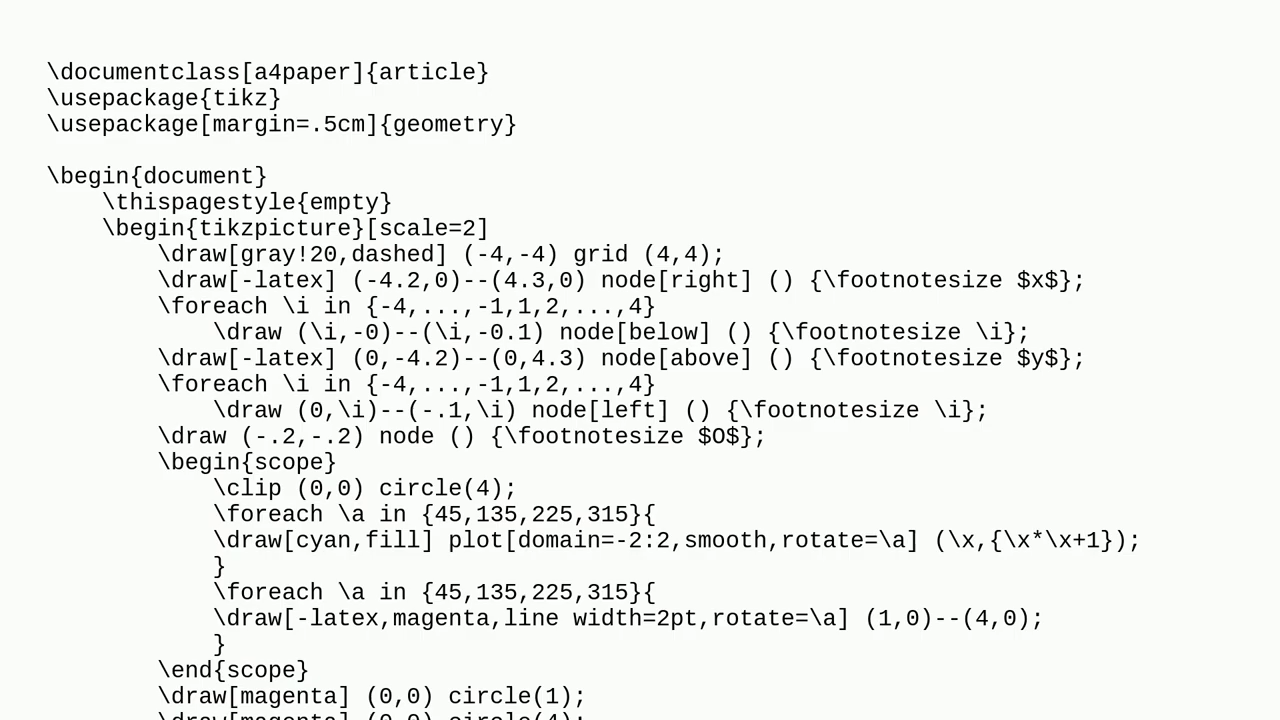 \documentclass[a4paper]{article}
\usepackage{tikz}
\usepackage[margin=.5cm]{geometry}
\begin{document}
\thispagestyle{empty}
\begin{tikzpicture}[scale=2]
\draw[gray!20,dashed] (-4,-4) grid (4,4);
\draw[-latex] (-4.2,0)--(4.3,0) node[right] () {\footnotesize $x$};
\foreach \i in {-4,...,-1,1,2,...,4}
\draw (\i,-0)--(\i,-0.1) node[below] () {\footnotesize \i};
\draw[-latex] (0,-4.2)--(0,4.3) node[above] () {\footnotesize $y$};
\foreach \i in {-4,...,-1,1,2,...,4}
\draw (0,\i)--(-.1,\i) node[left] () {\footnotesize \i};
\draw (-.2,-.2) node () {\footnotesize $O$};
\begin{scope}
\clip (0,0) circle(4);
\foreach \a in {45,135,225,315}{
\draw[cyan,fill] plot[domain=-2:2,smooth,rotate=\a] (\x,{\x*\x+1});
}
\foreach \a in {45,135,225,315}{
\draw[-latex,magenta,line width=2pt,rotate=\a] (1,0)--(4,0);
}
\end{scope}
\draw[magenta] (0,0) circle(1);
\draw[magenta] (0,0) circle(4);